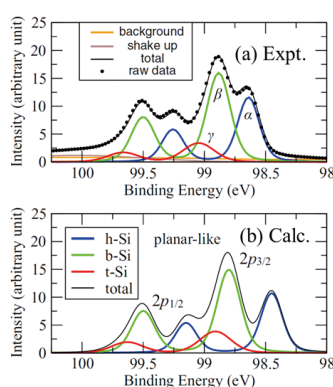 background
shake up
total
raw data
(a) Expt.
β
α
γ
Intensity (arbitrary unit)
25
20
15
10
5
0
100 99.5 99 98.5 98
Binding Energy (eV)
h-Si
b-Si
t-Si
total
planar-like
(b) Calc.
2p3/2
2p1/2
Intensity (arbitrary unit)
25
20
15
10
5
0
100 99.5 99 98.5 98
Binding Energy (eV)